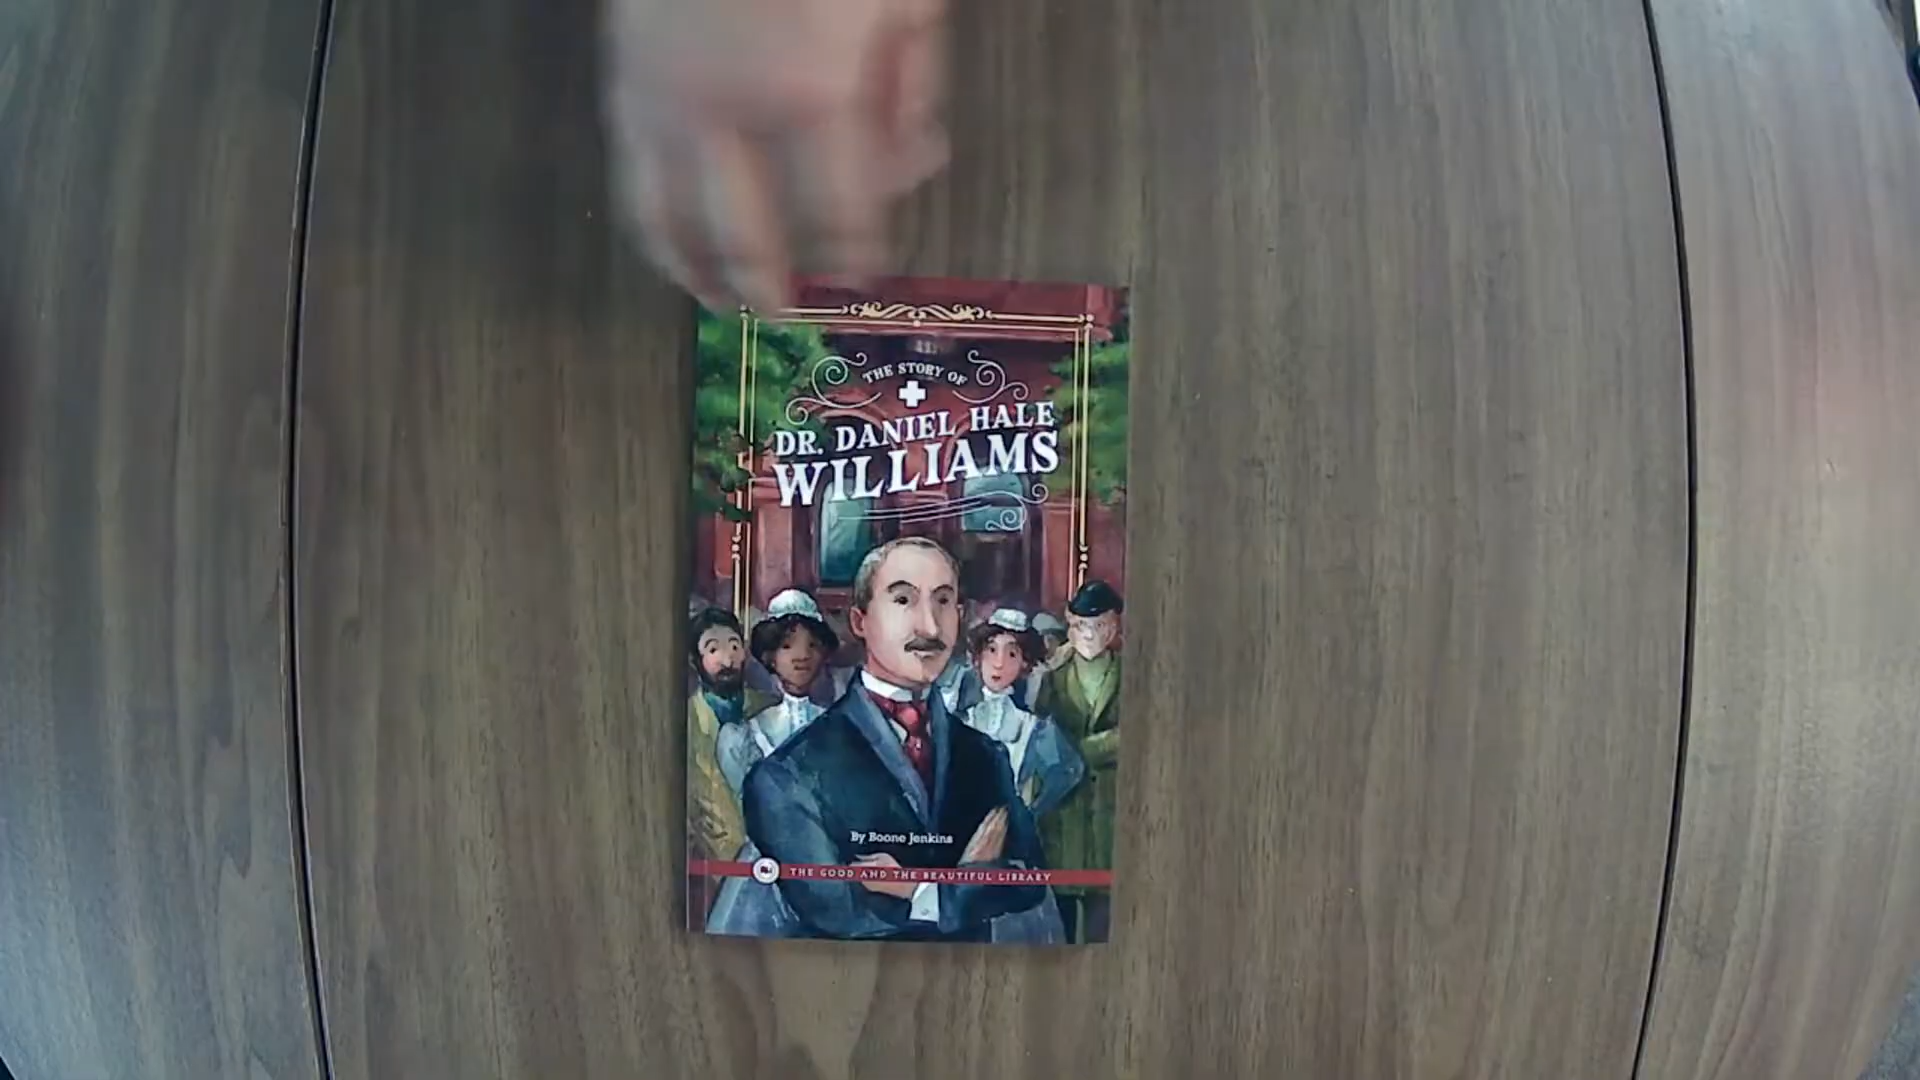 THE STORY OF
DR. DANIEL HALE
WILLIAMS
By Boone Jenkins
THE GOOD AND THE BEAUTIFUL LIBRARY